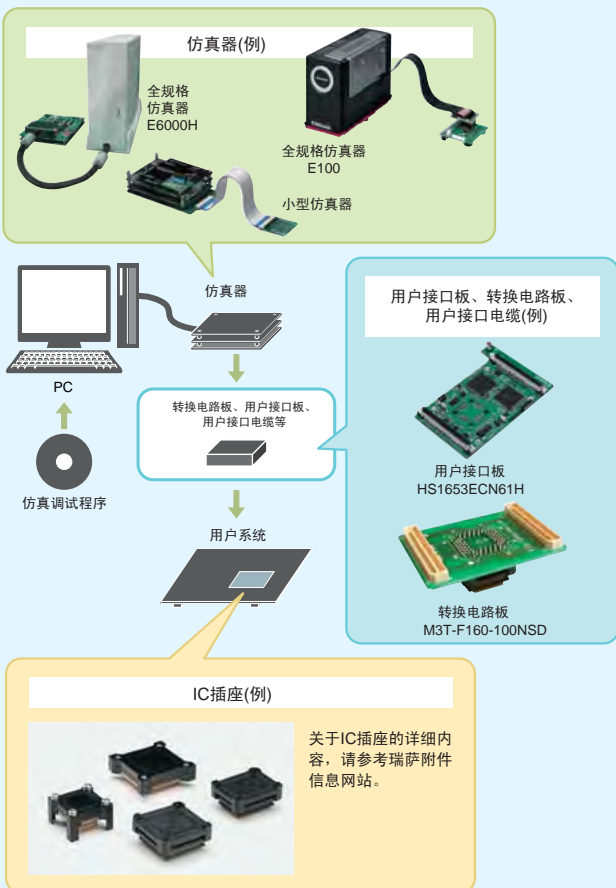 仿真器(例)
全规格
仿真器
E6000H
全规格仿真器
E100
小型仿真器
仿真器
用户接口板、转换电路板、
用户接口电缆(例)
PC
转换电路板、用户接口板、
用户接口电缆等
仿真调试程序
用户接口板
HS1653ECN61H
用户系统
转换电路板
M3T-F160-100NSD
IC插座(例)
关于IC插座的详细内
容，请参考瑞萨附件
信息网站。